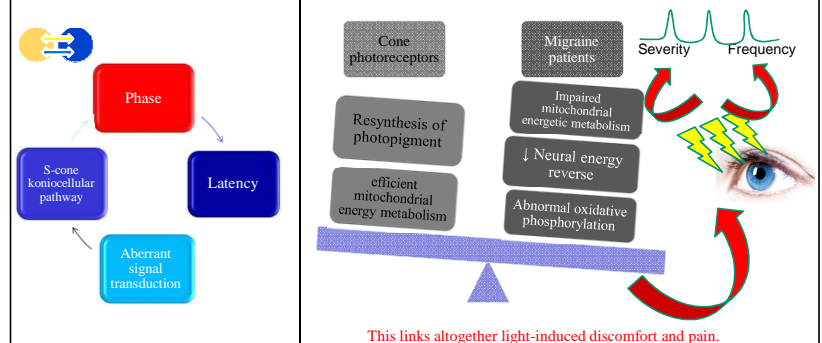 Phase
Latency
Aberrant
signal
transduction
S-cone
koniocellular
pathway
Cone
photoreceptors
Resynthesis of
photopigment
efficient
mitochondrial
energy metabolism
Migraine
patients
Impaired
mitochondrial
energetic metabolism
↓ Neural energy
reverse
Abnormal oxidative
phosphorylation
Severity
Frequency
This links altogether light-induced discomfort and pain.